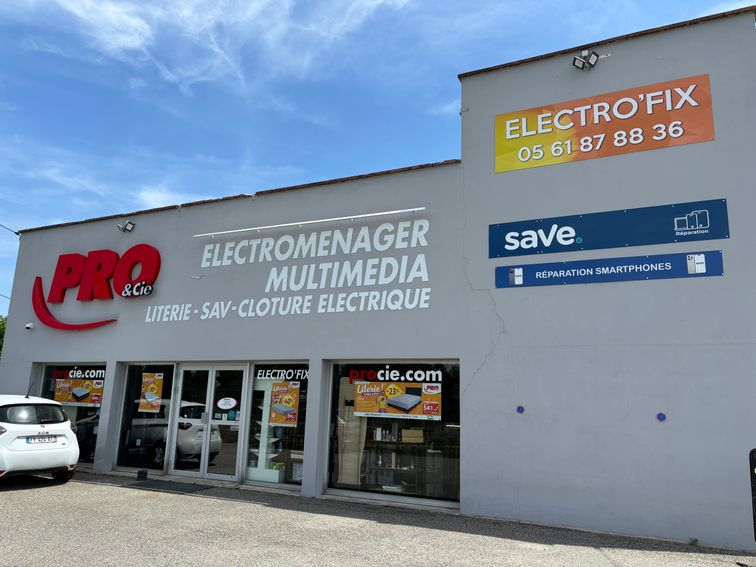 ELECTRO'FIX
05 61 87 88 36
save
Réparation
RÉPARATION SMARTPHONES
PRO
&Cie
ELECTROMENAGER
MULTIMEDIA
LITERIE - SAV - CLOTURE ELECTRIQUE
procie.com
ELECTRO'FIX
procie.com
Literie!
PRO
541